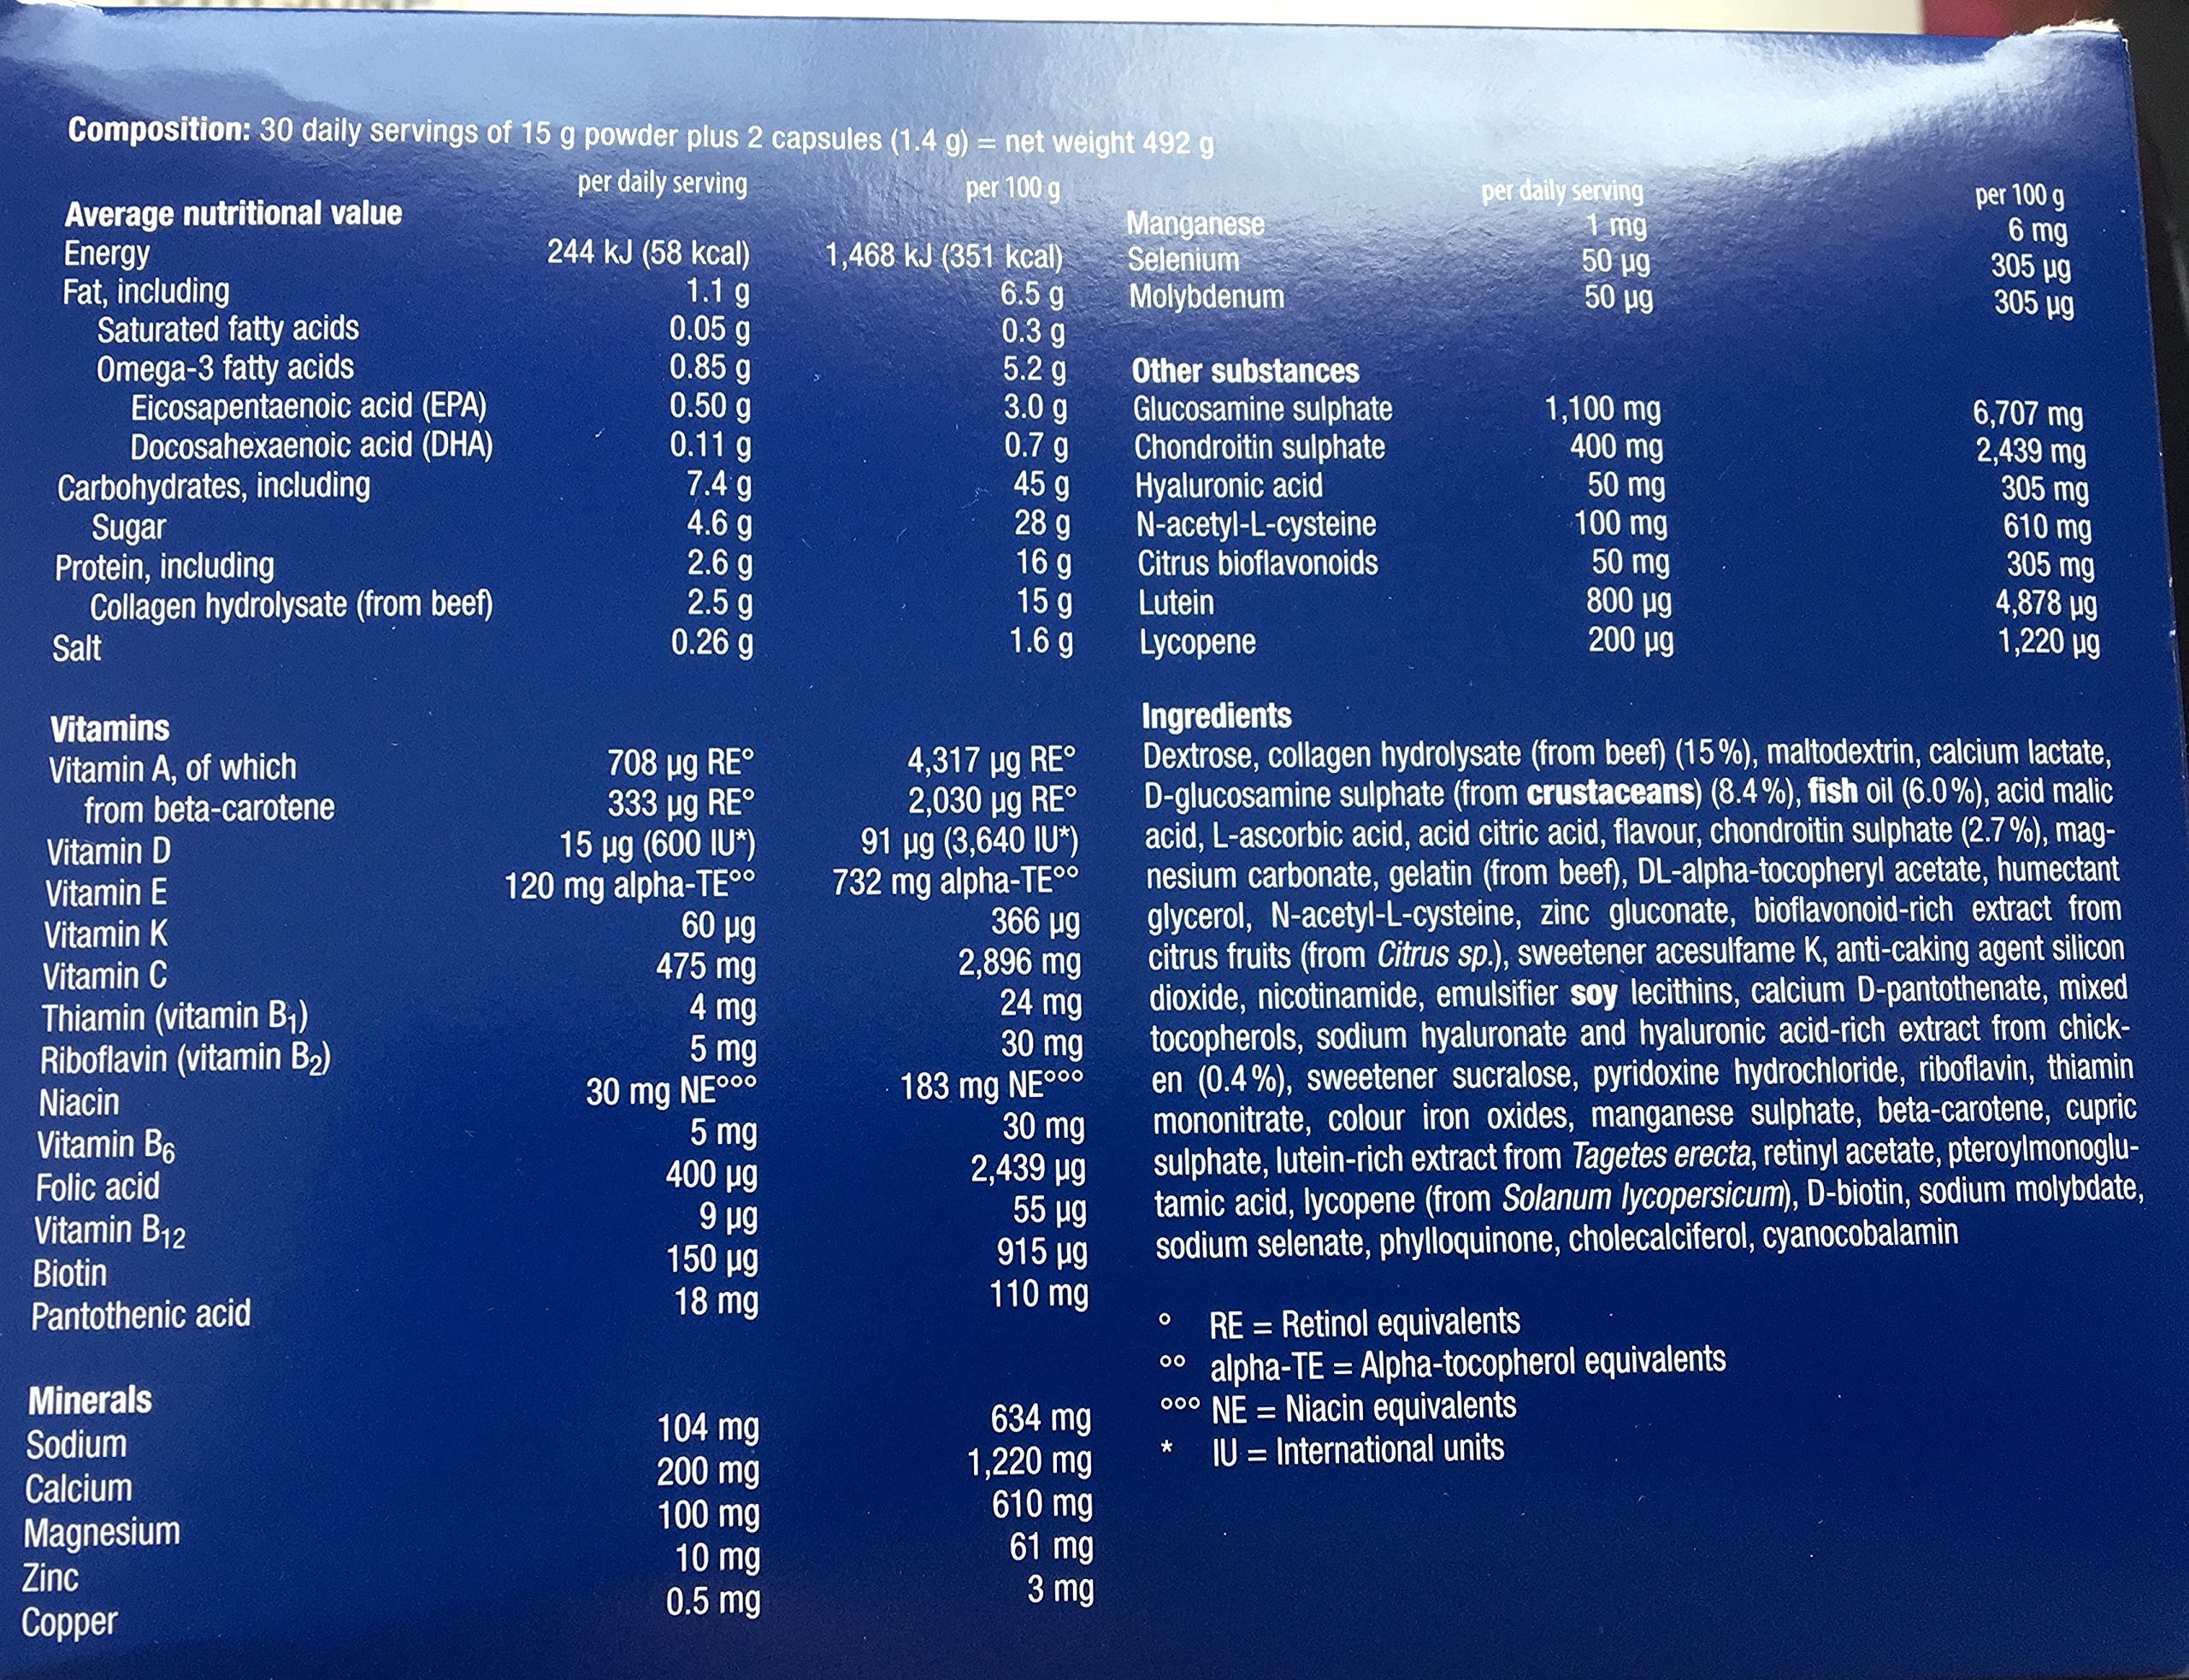 Composition: 30 daily servings of 15 g powder plus 2 capsules (1.4 g) = net weight 492 g
per daily serving per 100 g
Average nutritional value
Energy 244 kJ (58 kcal) 1,468 kJ (351 kcal)
Fat, including 1.1 g 6.5 g
Saturated fatty acids 0.05 g 0.3 g
Omega-3 fatty acids 0.85 g 5.2 g
Eicosapentaenoic acid (EPA) 0.50 g 3.0 g
Docosahexaenoic acid (DHA) 0.11 g 0.7 g
Carbohydrates, including 7.4 g 45 g
Sugar 4.6 g 28 g
Protein, including 2.6 g 16 g
Collagen hydrolysate (from beef) 2.5 g 15 g
Salt 0.26 g 1.6 g
Vitamins
Vitamin A, of which 708 µg RE° 4,317 µg RE°
from beta-carotene 333 µg RE° 2,030 µg RE°
Vitamin D 15 µg (600 IU*) 91 µg (3,640 IU*)
Vitamin E 120 mg alpha-TE°° 732 mg alpha-TE°°
Vitamin K 60 µg 366 µg
Vitamin C 475 mg 2,896 mg
Thiamin (vitamin B₁) 4 mg 24 mg
Riboflavin (vitamin B₂) 5 mg 30 mg
Niacin 30 mg NE°°° 183 mg NE°°°
Vitamin B₆ 5 mg 30 mg
Folic acid 400 µg 2,439 µg
Vitamin B₁₂ 9 µg 55 µg
Biotin 150 µg 915 µg
Pantothenic acid 18 mg 110 mg
Minerals
Sodium 104 mg 634 mg
Calcium 200 mg 1,220 mg
Magnesium 100 mg 610 mg
Zinc 10 mg 61 mg
Copper 0.5 mg 3 mg
per daily serving per 100 g
Manganese 1 mg 6 mg
Selenium 50 µg 305 µg
Molybdenum 50 µg 305 µg
Other substances
Glucosamine sulphate 1,100 mg 6,707 mg
Chondroitin sulphate 400 mg 2,439 mg
Hyaluronic acid 50 mg 305 mg
N-acetyl-L-cysteine 100 mg 610 mg
Citrus bioflavonoids 50 mg 305 mg
Lutein 800 µg 4,878 µg
Lycopene 200 µg 1,220 µg
Ingredients
Dextrose, collagen hydrolysate (from beef) (15 %), maltodextrin, calcium lactate,
D-glucosamine sulphate (from crustaceans) (8.4 %), fish oil (6.0 %), acid malic
acid, L-ascorbic acid, acid citric acid, flavour, chondroitin sulphate (2.7 %), mag-
nesium carbonate, gelatin (from beef), DL-alpha-tocopheryl acetate, humectant
glycerol, N-acetyl-L-cysteine, zinc gluconate, bioflavonoid-rich extract from
citrus fruits (from Citrus sp.), sweetener acesulfame K, anti-caking agent silicon
dioxide, nicotinamide, emulsifier soy lecithins, calcium D-pantothenate, mixed
tocopherols, sodium hyaluronate and hyaluronic acid-rich extract from chick-
en (0.4 %), sweetener sucralose, pyridoxine hydrochloride, riboflavin, thiamin
mononitrate, colour iron oxides, manganese sulphate, beta-carotene, cupric
sulphate, lutein-rich extract from Tagetes erecta, retinyl acetate, pteroylmonoglu-
tamic acid, lycopene (from Solanum lycopersicum), D-biotin, sodium molybdate,
sodium selenate, phylloquinone, cholecalciferol, cyanocobalamin
° RE = Retinol equivalents
°° alpha-TE = Alpha-tocopherol equivalents
°°° NE = Niacin equivalents
* IU = International units